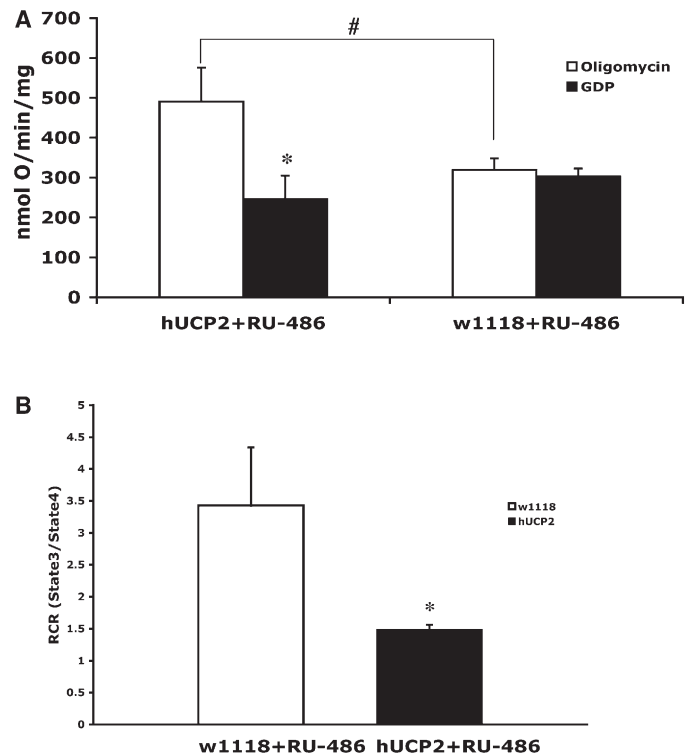 A
nmol O/min/mg
700
600
500
400
300
200
100
0
#
*
Oligomycin
GDP
hUCP2+RU-486
w1118+RU-486
B
RCR (State3/State4)
5
4.5
4
3.5
3
2.5
2
1.5
1
0.5
0
*
w1118
hUCP2
w1118+RU-486
hUCP2+RU-486